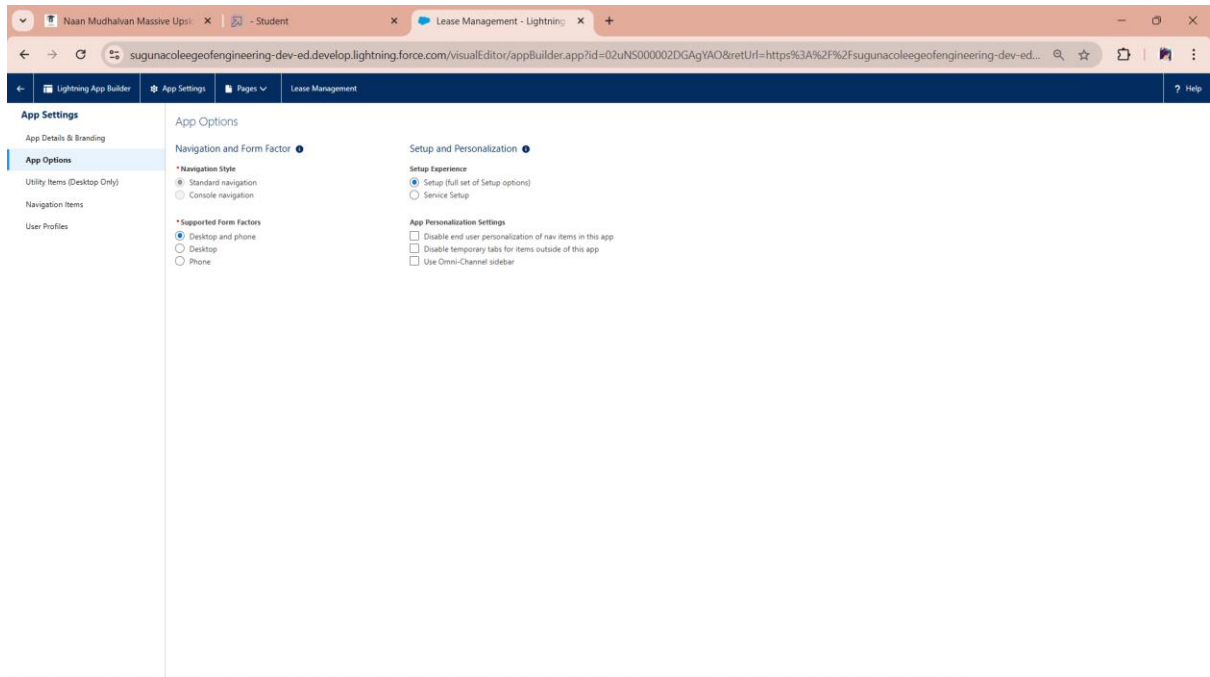 Naan Mudhalvan Massive Upski
- Student
Lease Management - Lightning
sugunacoleegeofengineering-dev-ed.develop.lightning.force.com/visualEditor/appBuilder.app?id=02uNS000002DGAgYAO&retUrl=https%3A%2F%2Fsugunacoleegeofengineering-dev-ed...
Lightning App Builder
App Settings
Pages
Lease Management
? Help
App Settings
App Details & Branding
App Options
Utility Items (Desktop Only)
Navigation Items
User Profiles
App Options
Navigation and Form Factor
* Navigation Style
Standard navigation
Console navigation
* Supported Form Factors
Desktop and phone
Desktop
Phone
Setup and Personalization
Setup Experience
Setup (full set of Setup options)
Service Setup
App Personalization Settings
Disable end user personalization of nav items in this app
Disable temporary tabs for items outside of this app
Use Omni-Channel sidebar